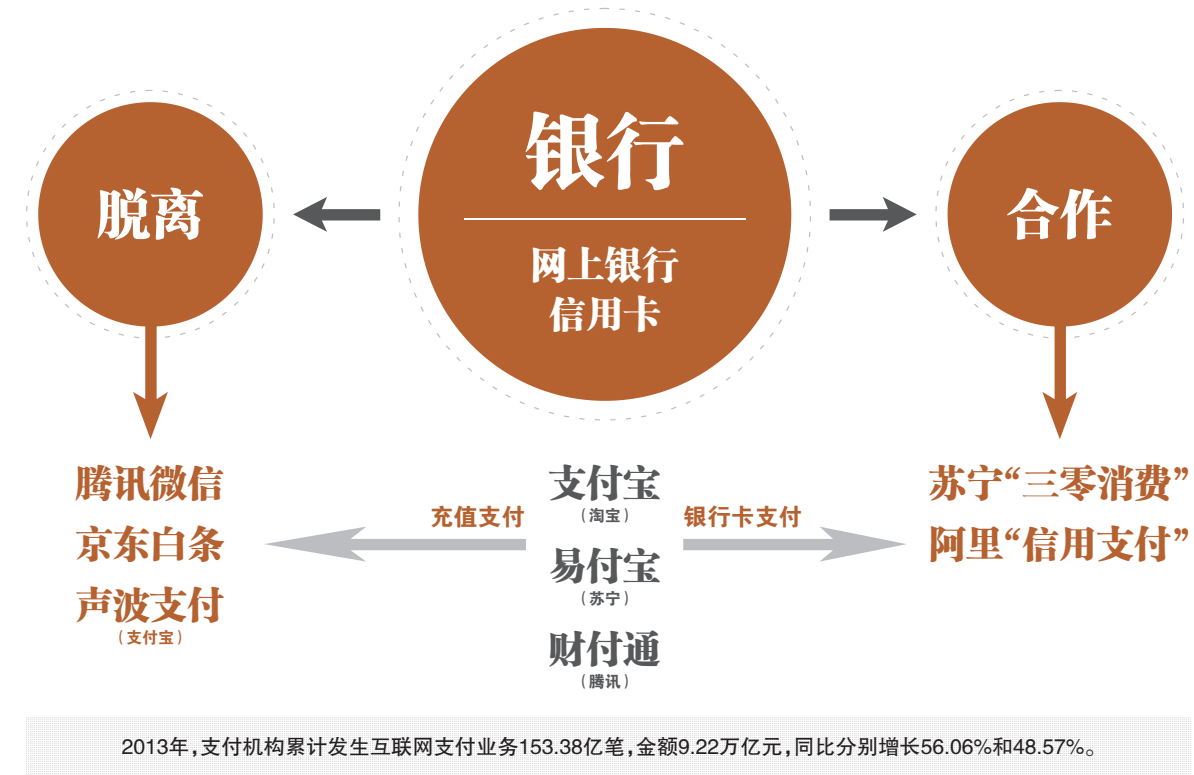 银行
网上银行
信用卡
脱离
合作
腾讯微信
京东白条
声波支付
(支付宝)
充值支付
支付宝
(淘宝)
易付宝
(苏宁)
财付通
(腾讯)
银行卡支付
苏宁“三零消费”
阿里“信用支付”
2013年,支付机构累计发生互联网支付业务153.38亿笔,金额9.22万亿元,同比分别增长56.06%和48.57%。